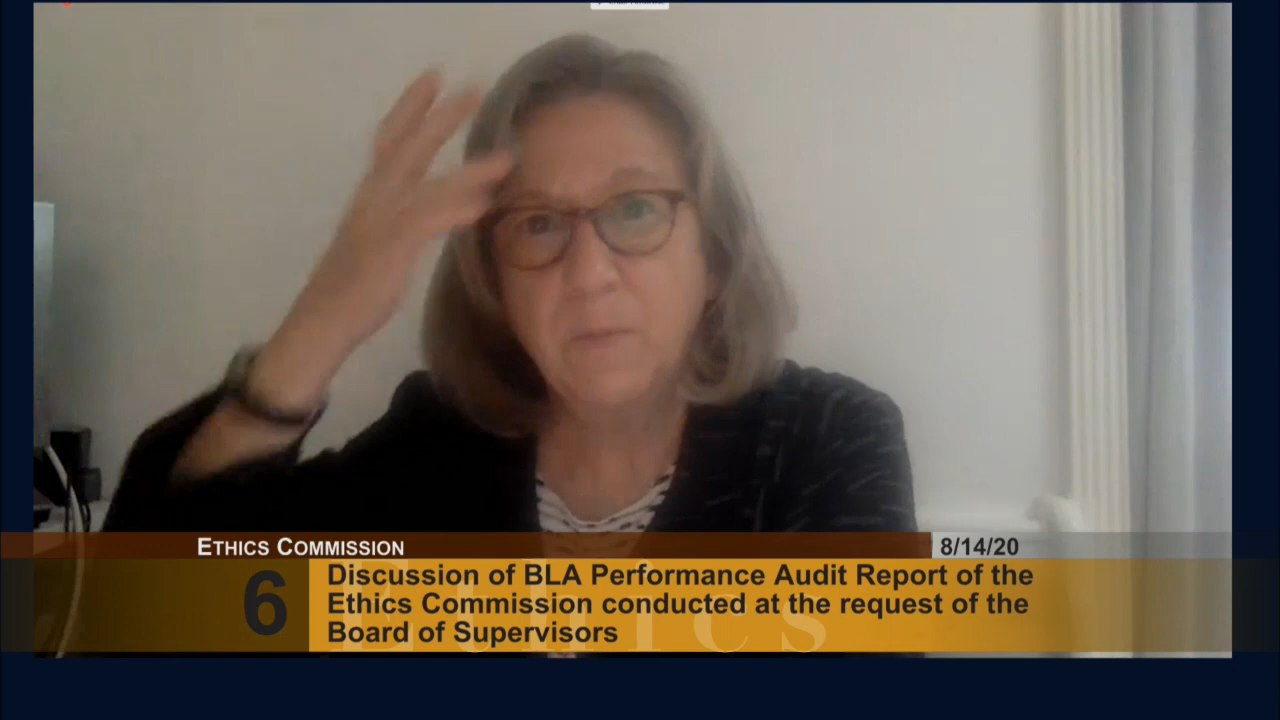 ETHICS COMMISSION
8/14/20
6
Discussion of BLA Performance Audit Report of the
Ethics Commission conducted at the request of the
Board of Supervisors
Ethics